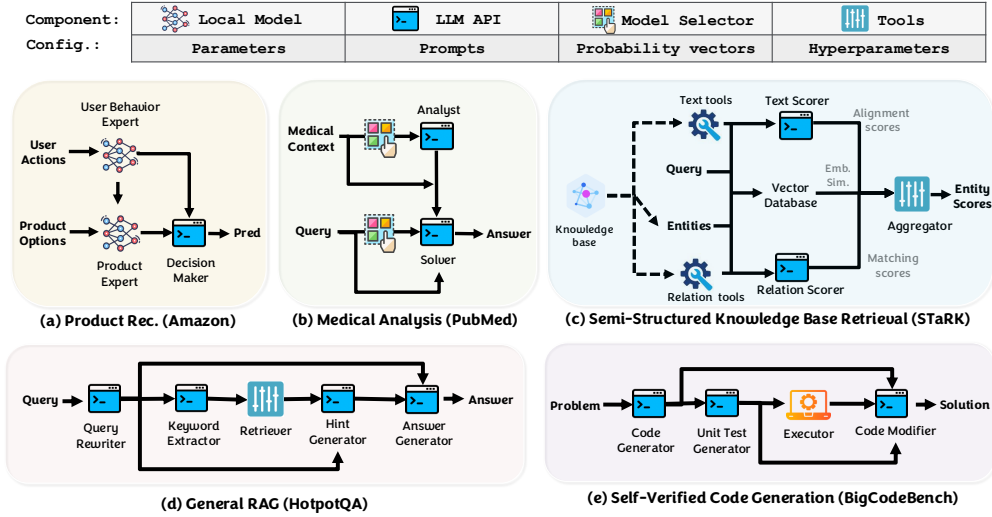 Component: Local Model LLM API Model Selector Tools
Config.: Parameters Prompts Probability vectors Hyperparameters
User Behavior
Expert
User
Actions
Product
Options
Product
Expert
Decision
Maker
Pred
(a) Product Rec. (Amazon)
Analyst
Medical
Context
Query
Solver
Answer
(b) Medical Analysis (PubMed)
Text tools
Text Scorer
Alignment
scores
Query
Knowledge
base
Vector
Database
Emb.
Sim.
Entity
Scores
Entities
Aggregator
Matching
scores
Relation tools
Relation Scorer
(c) Semi-Structured Knowledge Base Retrieval (STaRK)
Query
Query
Rewriter
Keyword
Extractor
Retriever
Hint
Generator
Answer
Generator
Answer
(d) General RAG (HotpotQA)
Problem
Code
Generator
Unit Test
Generator
Executor
Code Modifier
Solution
(e) Self-Verified Code Generation (BigCodeBench)